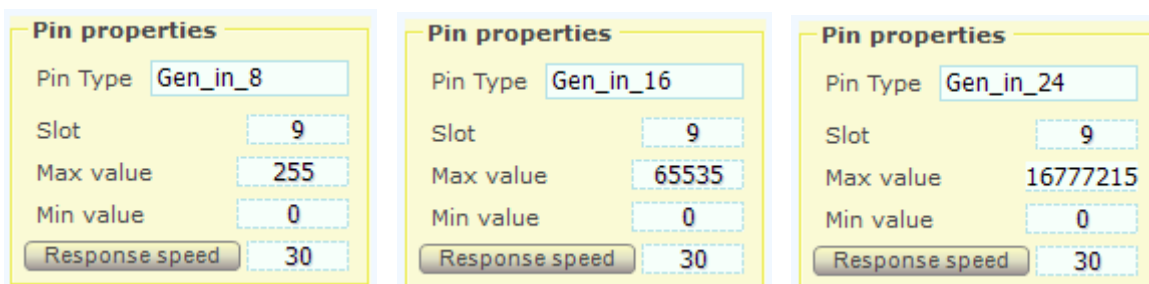 Pin properties
Pin Type Gen_in_8
Slot 9
Max value 255
Min value 0
Response speed 30
Pin properties
Pin Type Gen_in_16
Slot 9
Max value 65535
Min value 0
Response speed 30
Pin properties
Pin Type Gen_in_24
Slot 9
Max value 16777215
Min value 0
Response speed 30